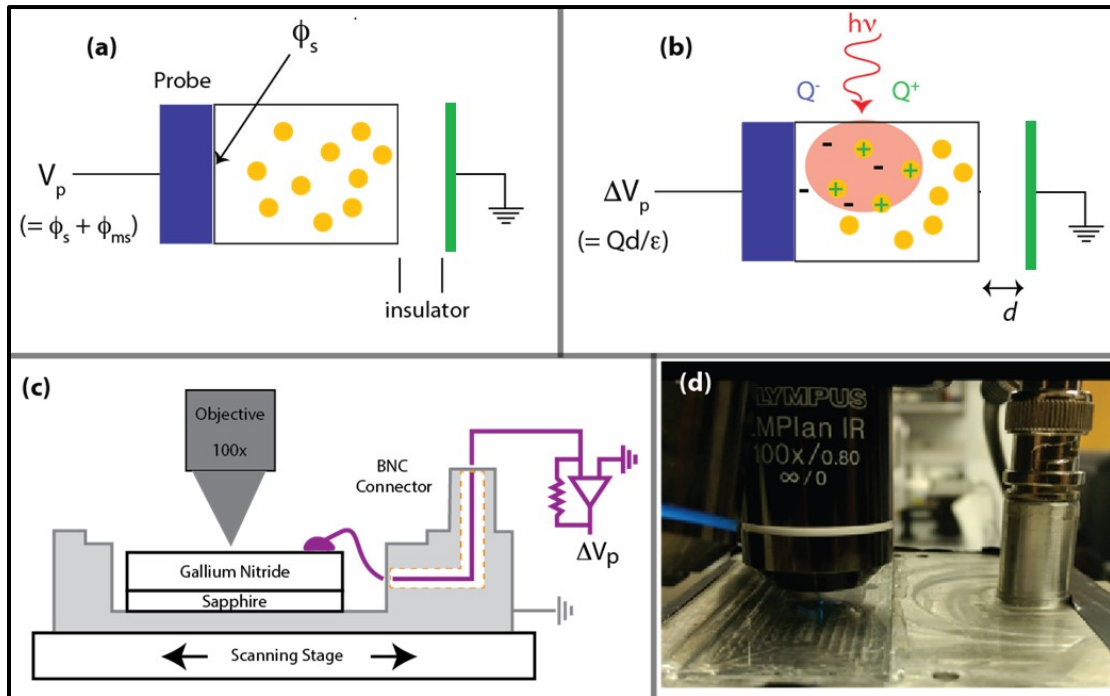 (a)
ϕs
Probe
Vp
(= ϕs + ϕms)
insulator
(b)
hν
Q- Q+
- + - + - + - +
ΔVp
(= Qd/ε)
d
(c)
Objective
100x
BNC
Connector
Gallium Nitride
Sapphire
ΔVp
Scanning Stage
(d)
LYMPUS
MPlan IR
100x/0.80
∞/0